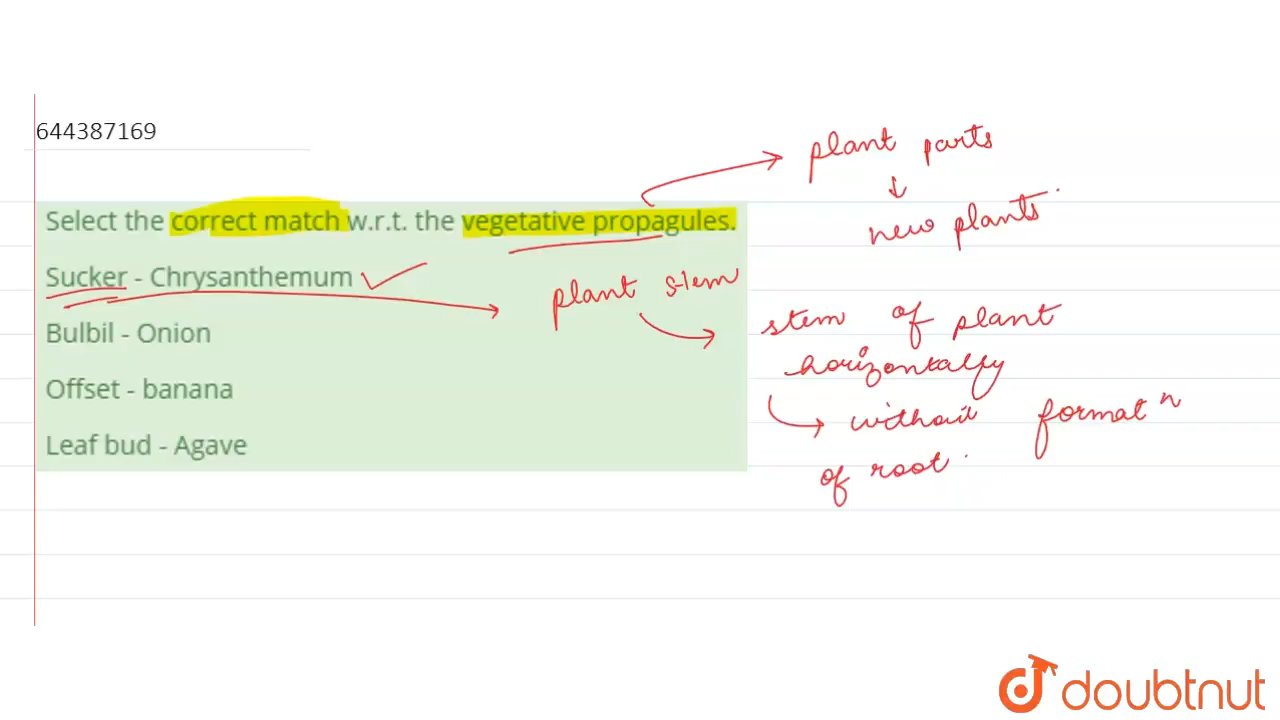 644387169
plant parts
↓
new plants.
Select the correct match w.r.t. the vegetative propagules.
Sucker - Chrysanthemum
plant stem
stem of plant
horizontally
Bulbil - Onion
Offset - banana
without format n
of root.
Leaf bud - Agave
doubtnut